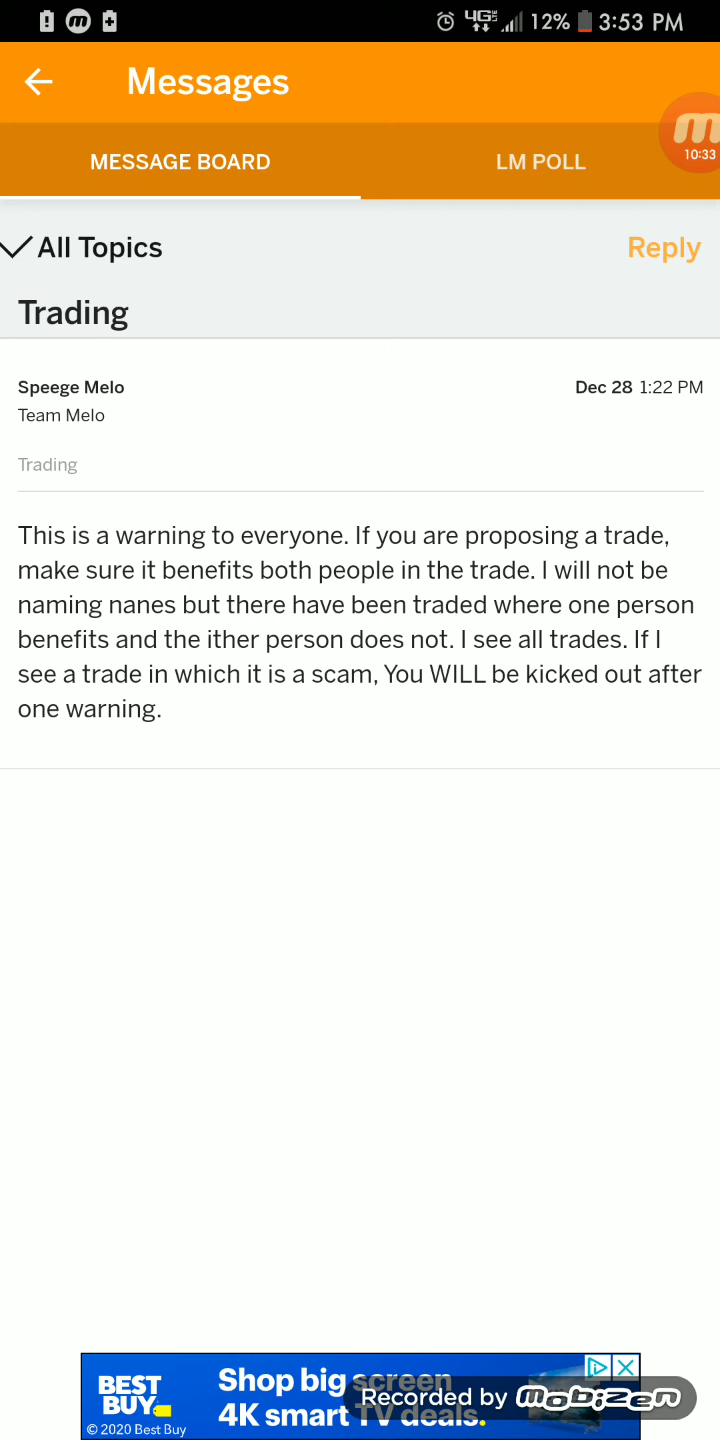 12% 3:53 PM
Messages
10:33
MESSAGE BOARD LM POLL
All Topics Reply
Trading
Speege Melo Dec 28 1:22 PM
Team Melo
Trading
This is a warning to everyone. If you are proposing a trade,
make sure it benefits both people in the trade. I will not be
naming nanes but there have been traded where one person
benefits and the ither person does not. I see all trades. If I
see a trade in which it is a scam, You WILL be kicked out after
one warning.
BEST BUY
© 2020 Best Buy
Shop big screen
4K smart TV deals.
Recorded by mobizen